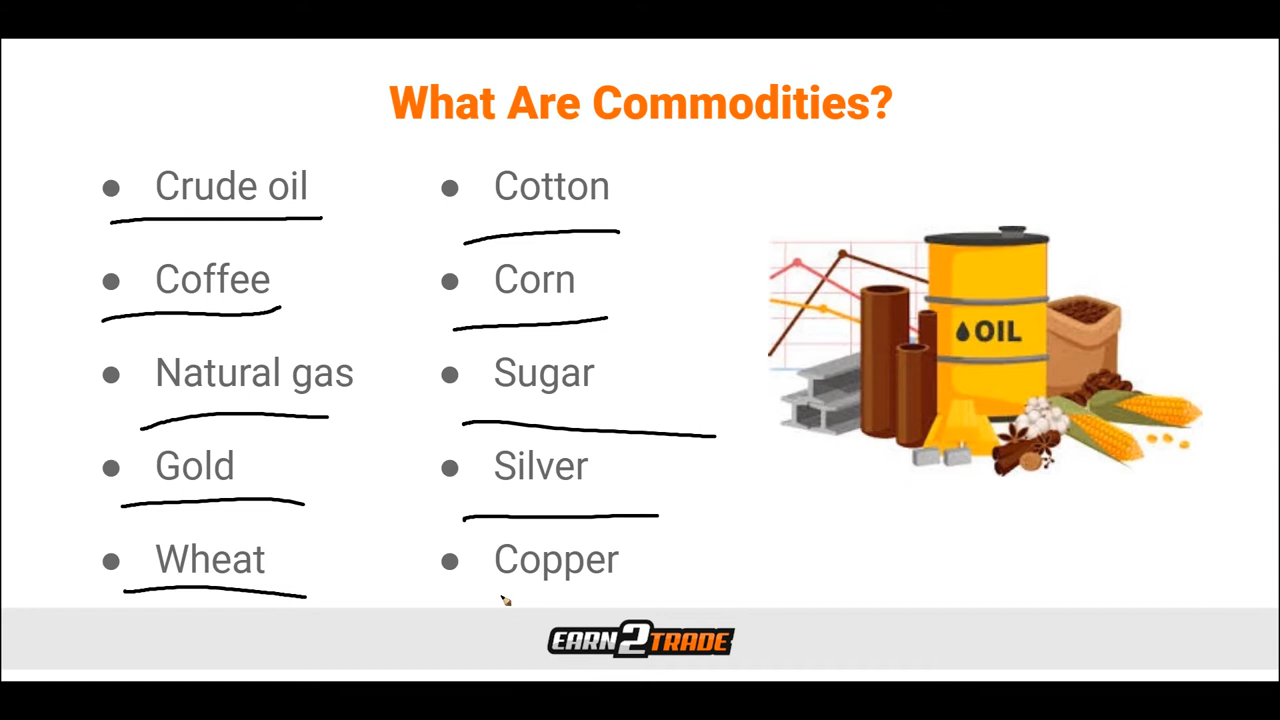 What Are Commodities?
● Crude oil
● Coffee
● Natural gas
● Gold
● Wheat
● Cotton
● Corn
● Sugar
● Silver
● Copper
OIL
EARN2TRADE